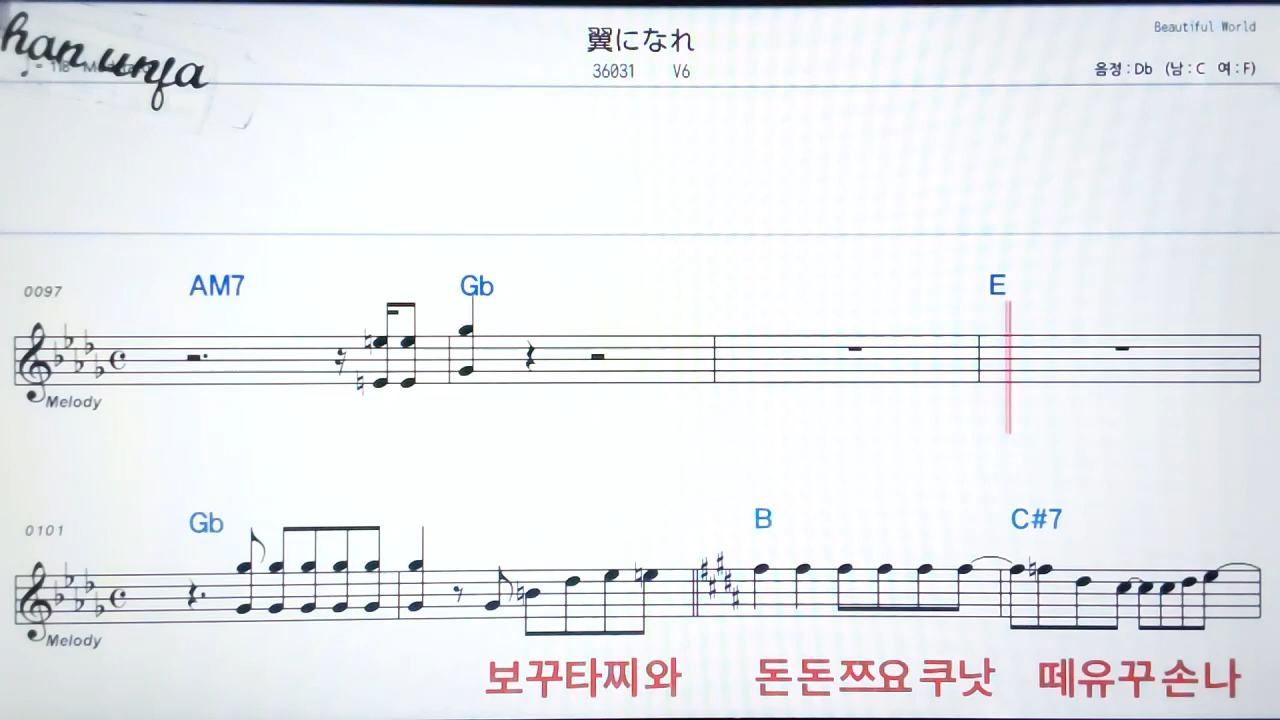 翼になれ
Beautiful World
han unja
36031 V6
음정:Db (남:C 여:F)
AM7 Gb E
0097
Melody
Gb B C#7
0101
Melody
보꾸타찌와 돈돈쯔요쿠낫 떼유꾸손나